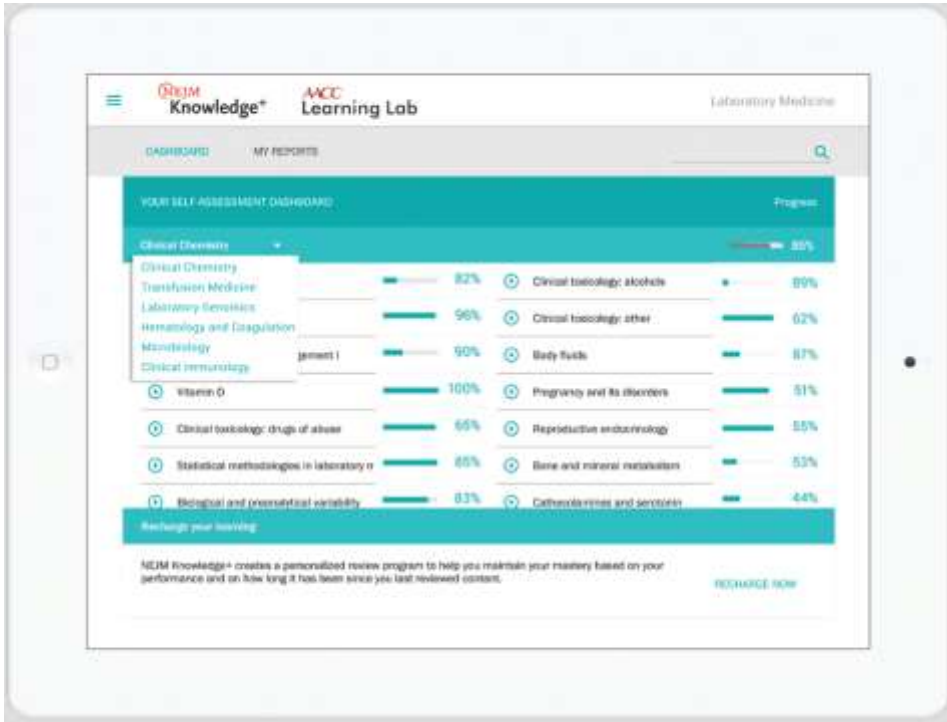 NEJM
Knowledge+
AACC
Learning Lab
Laboratory Medicine
DASHBOARD
MY REPORTS
YOUR SELF-ASSESSMENT DASHBOARD
Progress
Clinical Chemistry
85%
Clinical Chemistry
Transfusion Medicine
Laboratory Genomics
Hematology and Coagulation
Microbiology
Clinical Immunology
82%
Clinical toxicology: alcohols
89%
96%
Clinical toxicology: other
62%
gement I
90%
Body fluids
87%
Vitamin D
100%
Pregnancy and its disorders
51%
Clinical toxicology: drugs of abuse
66%
Reproductive endocrinology
55%
Statistical methodologies in laboratory m
85%
Bone and mineral metabolism
53%
Biological and preanalytical variability
83%
Catecholamines and serotonin
44%
Recharge your learning
NEJM Knowledge+ creates a personalized review program to help you maintain your mastery based on your
performance and on how long it has been since you last reviewed content.
RECHARGE NOW